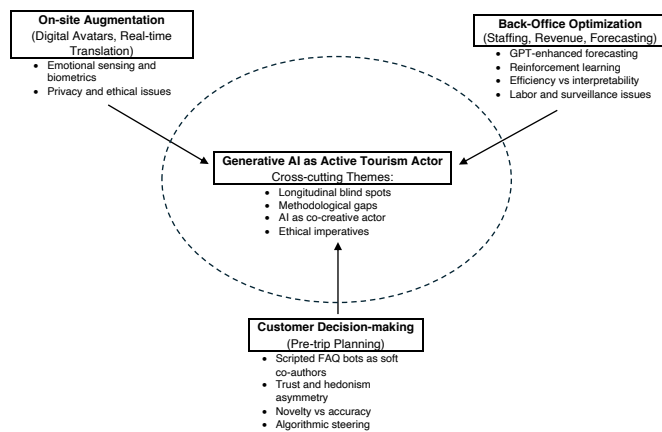 On-site Augmentation
(Digital Avatars, Real-time
Translation)
• Emotional sensing and
biometrics
• Privacy and ethical issues
Back-Office Optimization
(Staffing, Revenue, Forecasting)
• GPT-enhanced forecasting
• Reinforcement learning
• Efficiency vs interpretability
• Labor and surveillance issues
Generative AI as Active Tourism Actor
Cross-cutting Themes:
• Longitudinal blind spots
• Methodological gaps
• AI as co-creative actor
• Ethical imperatives
Customer Decision-making
(Pre-trip Planning)
• Scripted FAQ bots as soft
co-authors
• Trust and hedonism
asymmetry
• Novelty vs accuracy
• Algorithmic steering